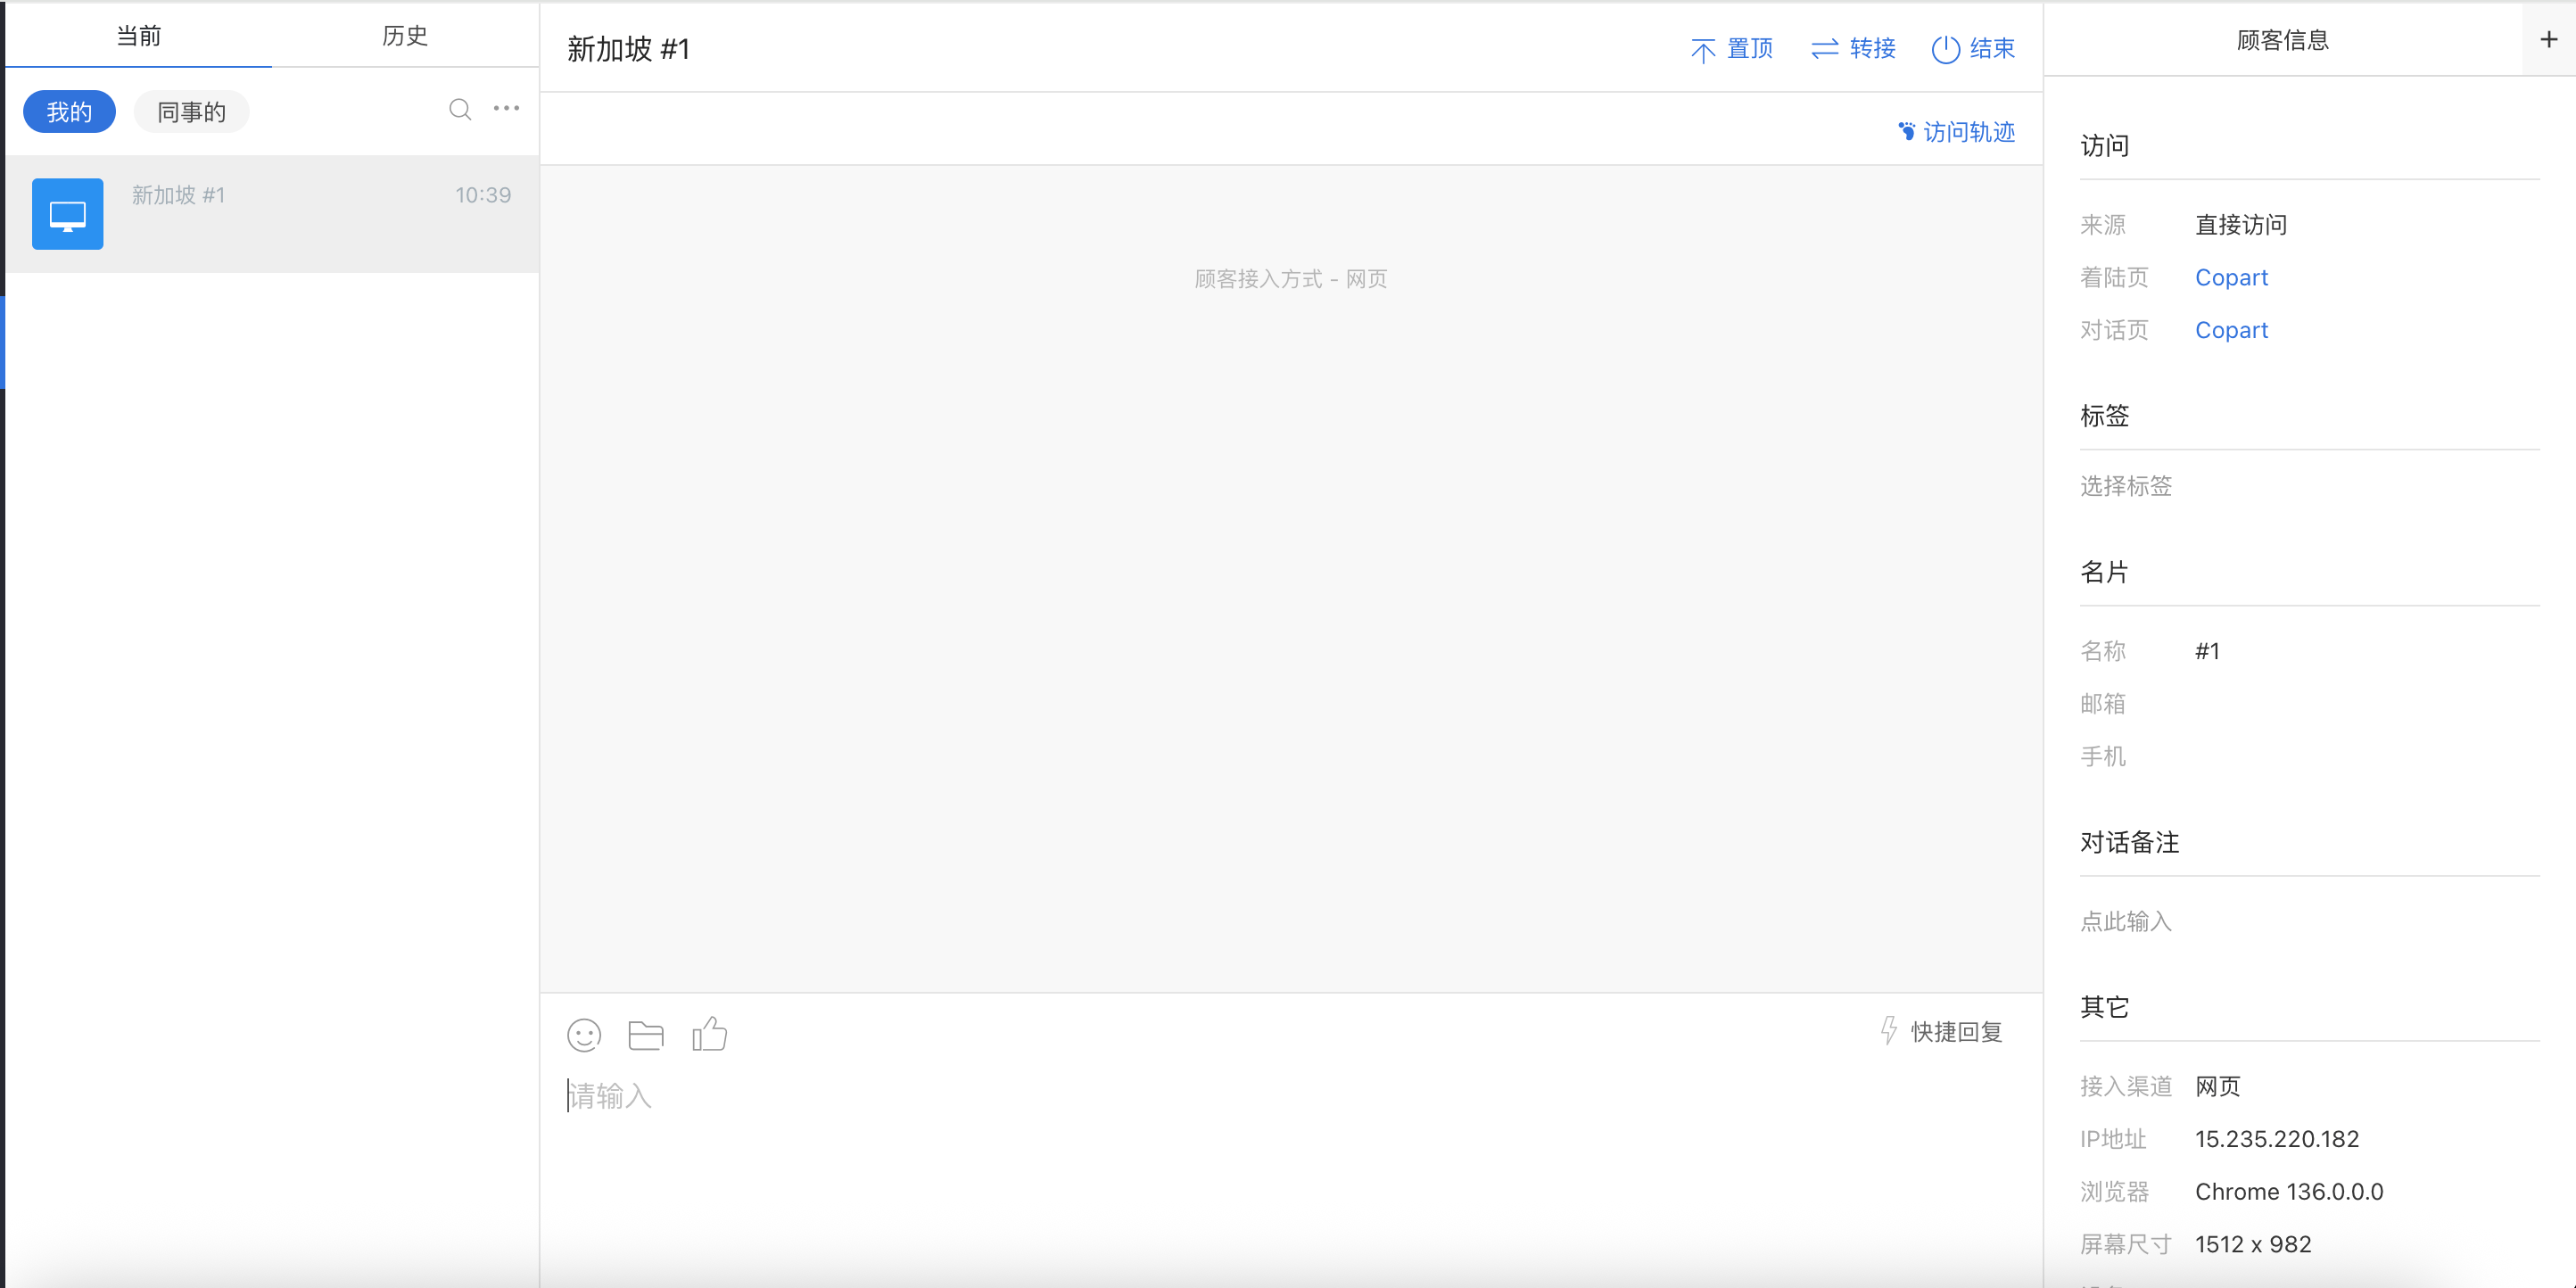 当前
历史
我的
同事的
新加坡 #1
10:39
新加坡 #1
置顶
转接
结束
访问轨迹
顾客接入方式 - 网页
快捷回复
请输入
顾客信息
+
访问
来源 直接访问
着陆页 Copart
对话页 Copart
标签
选择标签
名片
名称 #1
邮箱
手机
对话备注
点此输入
其它
接入渠道 网页
IP地址 15.235.220.182
浏览器 Chrome 136.0.0.0
屏幕尺寸 1512 x 982